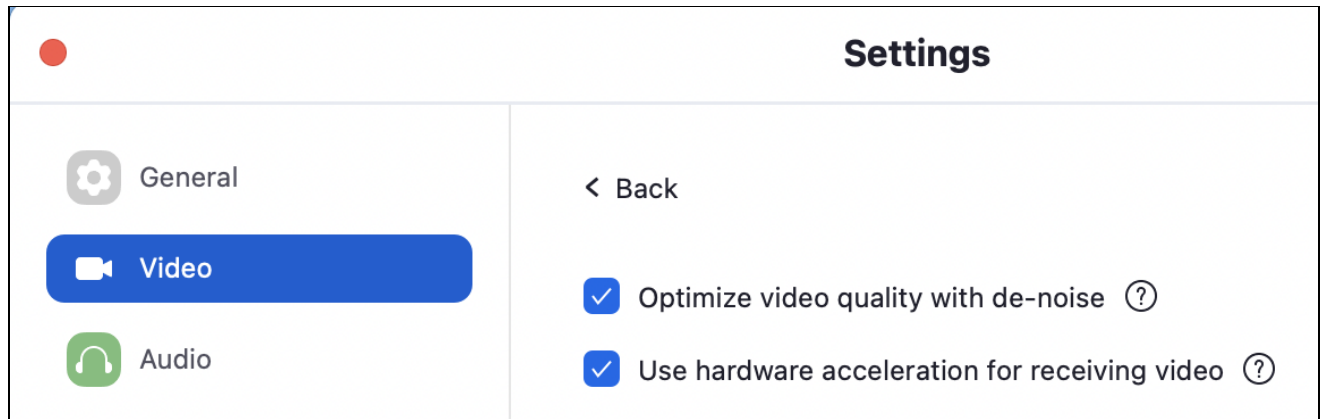 Settings
General
Video
Audio
Back
Optimize video quality with de-noise ?
Use hardware acceleration for receiving video ?